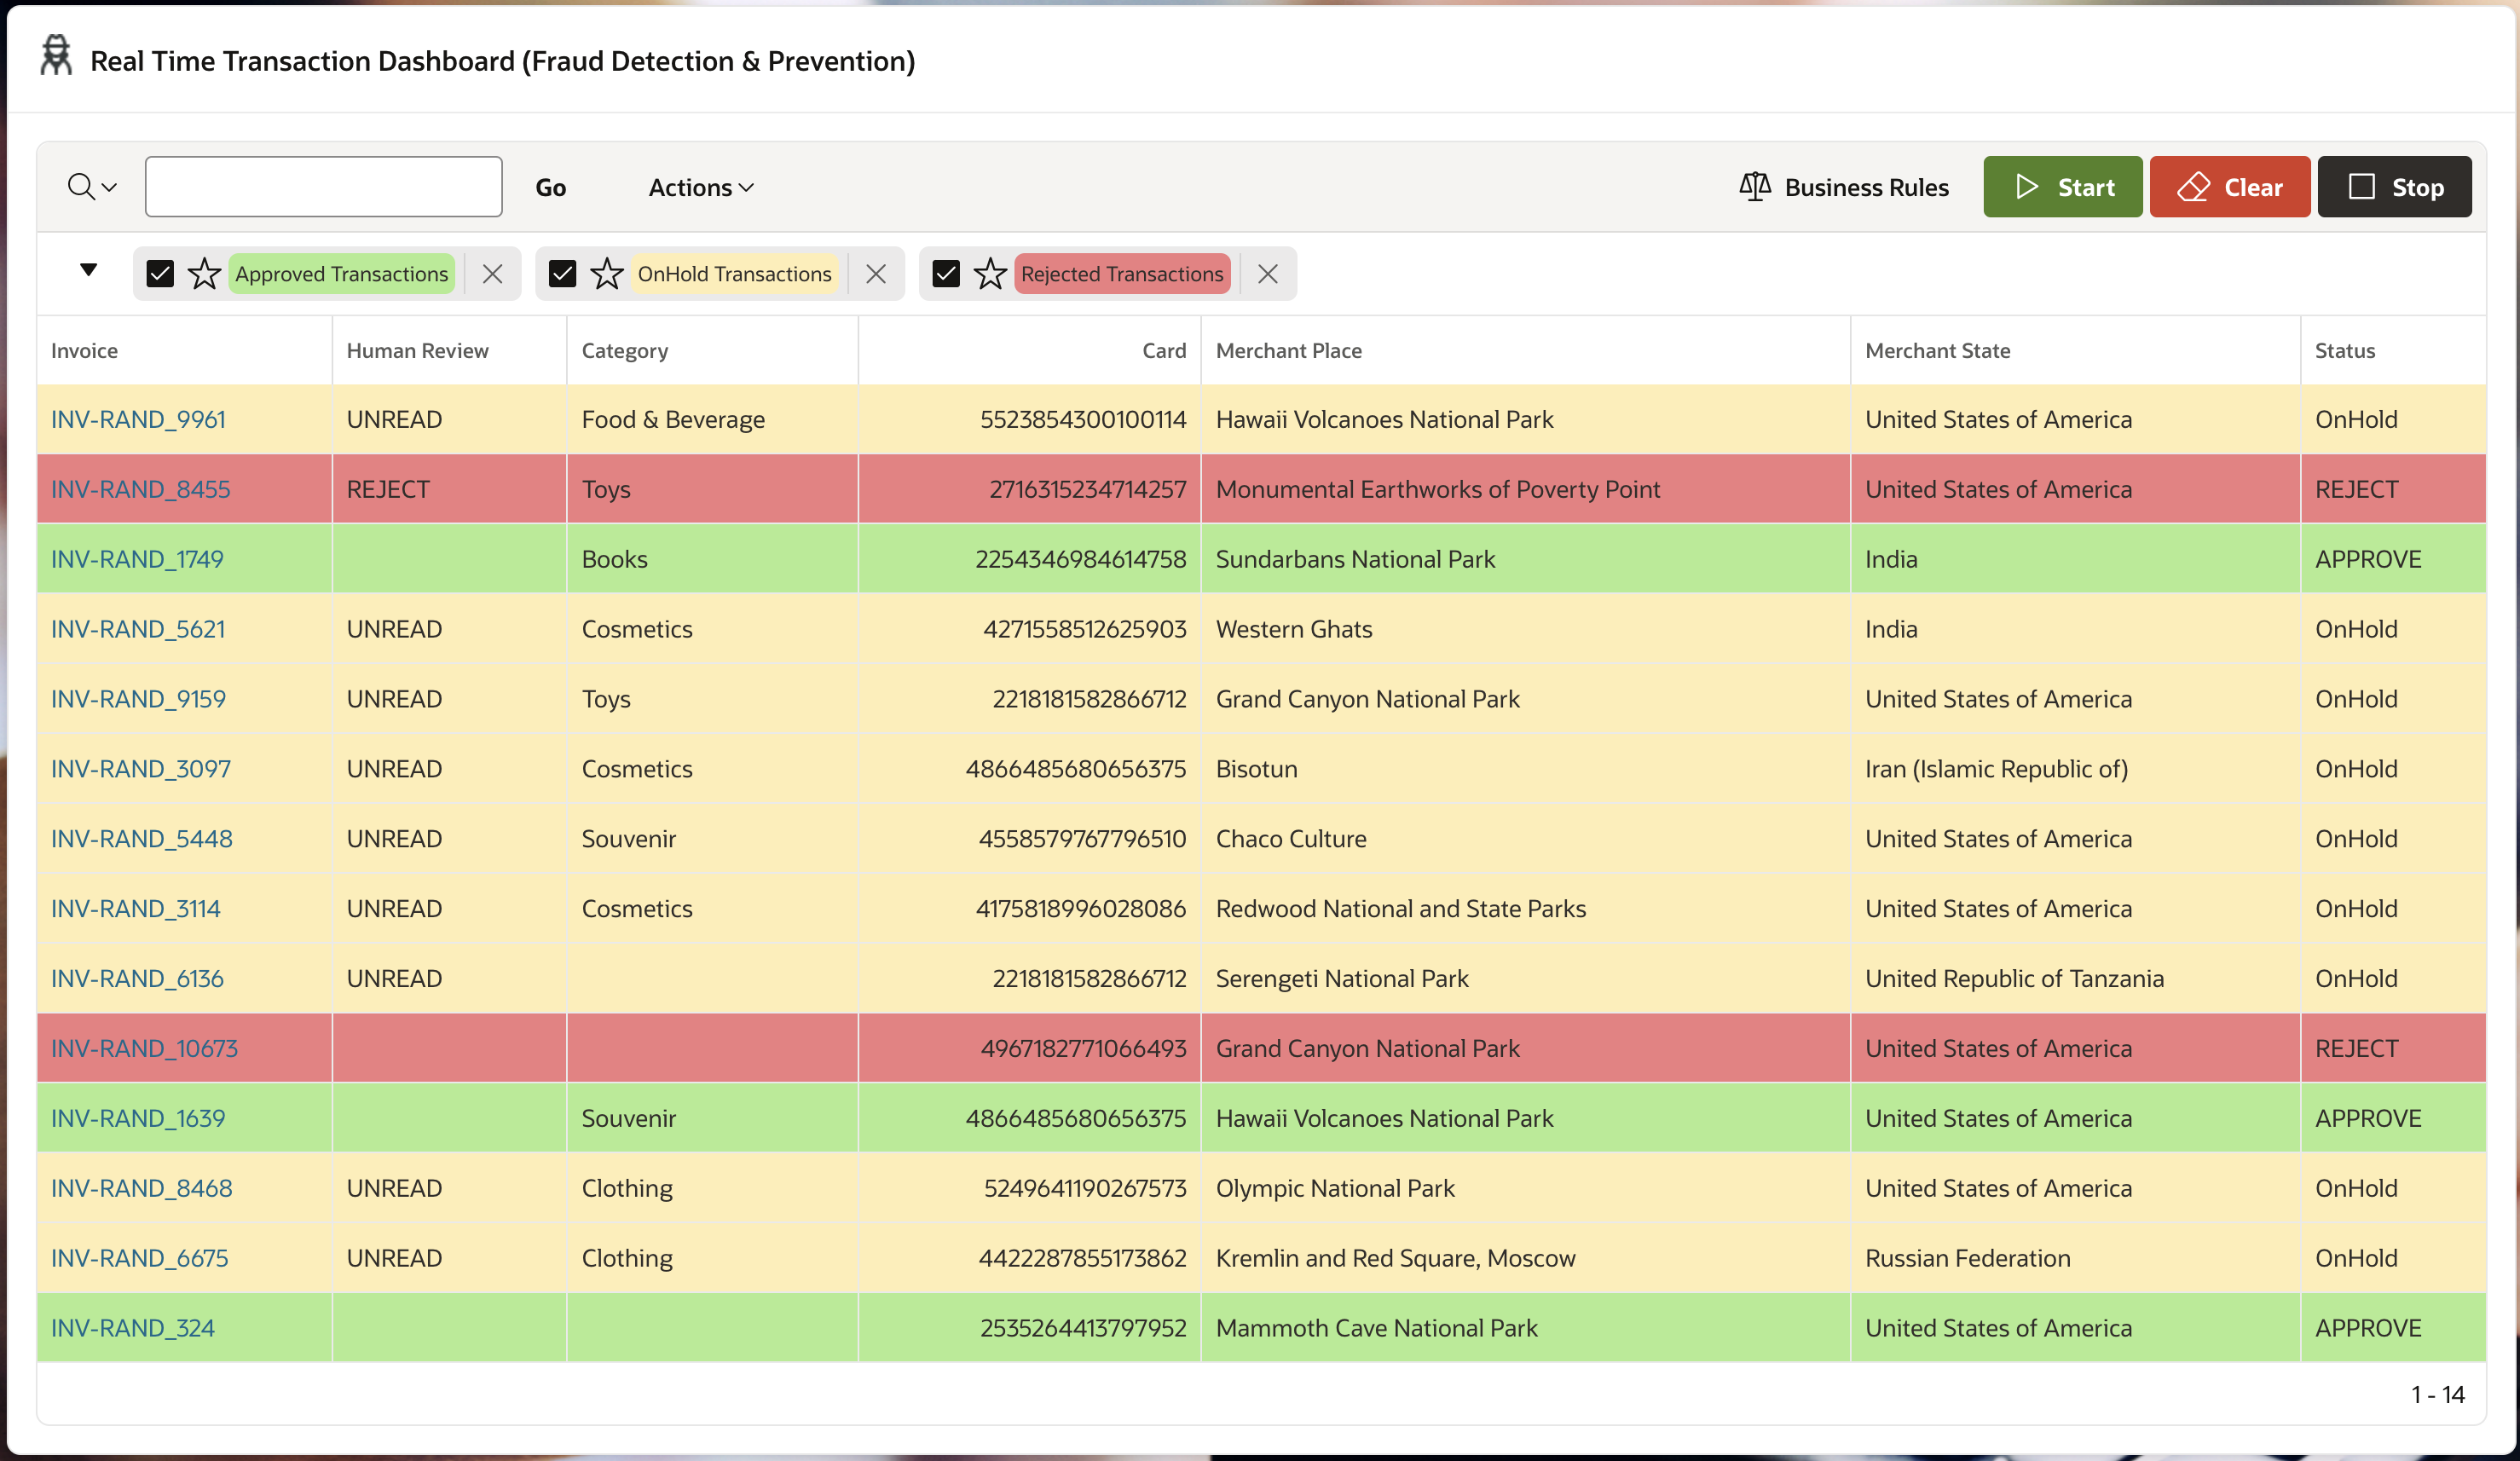 Real Time Transaction Dashboard (Fraud Detection & Prevention)
Go Actions Business Rules Start Clear Stop
Approved Transactions OnHold Transactions Rejected Transactions
Invoice Human Review Category Card Merchant Place Merchant State Status
INV-RAND_9961 UNREAD Food & Beverage 5523854300100114 Hawaii Volcanoes National Park United States of America OnHold
INV-RAND_8455 REJECT Toys 2716315234714257 Monumental Earthworks of Poverty Point United States of America REJECT
INV-RAND_1749 Books 2254346984614758 Sundarbans National Park India APPROVE
INV-RAND_5621 UNREAD Cosmetics 4271558512625903 Western Ghats India OnHold
INV-RAND_9159 UNREAD Toys 2218181582866712 Grand Canyon National Park United States of America OnHold
INV-RAND_3097 UNREAD Cosmetics 4866485680656375 Bisotun Iran (Islamic Republic of) OnHold
INV-RAND_5448 UNREAD Souvenir 4558579767796510 Chaco Culture United States of America OnHold
INV-RAND_3114 UNREAD Cosmetics 4175818996028086 Redwood National and State Parks United States of America OnHold
INV-RAND_6136 UNREAD 2218181582866712 Serengeti National Park United Republic of Tanzania OnHold
INV-RAND_10673 4967182771066493 Grand Canyon National Park United States of America REJECT
INV-RAND_1639 Souvenir 4866485680656375 Hawaii Volcanoes National Park United States of America APPROVE
INV-RAND_8468 UNREAD Clothing 5249641190267573 Olympic National Park United States of America OnHold
INV-RAND_6675 UNREAD Clothing 4422287855173862 Kremlin and Red Square, Moscow Russian Federation OnHold
INV-RAND_324 2535264413797952 Mammoth Cave National Park United States of America APPROVE
1 - 14